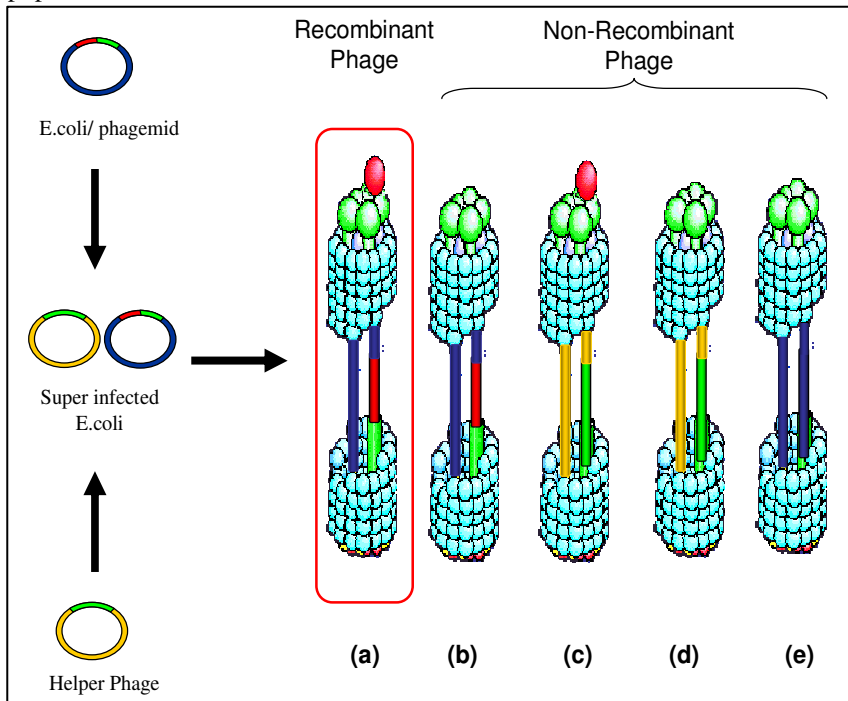 Recombinant
Phage
Non-Recombinant
Phage
E.coli/ phagemid
Super infected
E.coli
Helper Phage
(a)
(b)
(c)
(d)
(e)